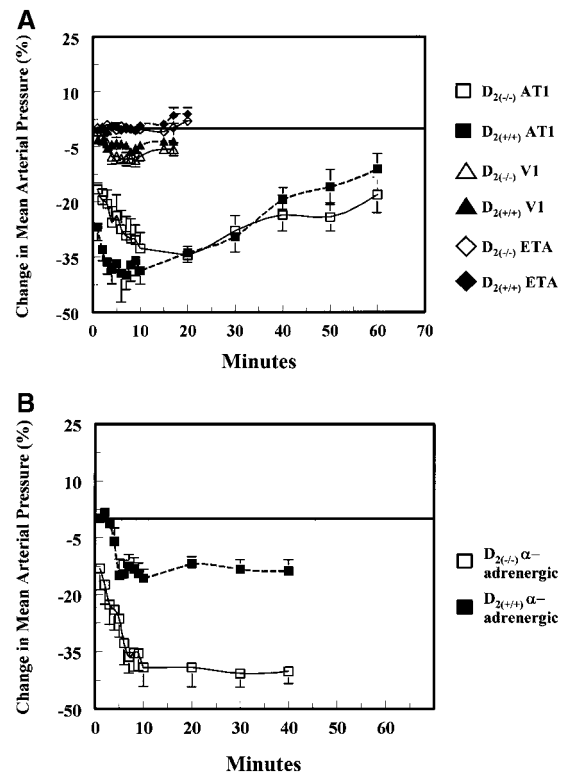 A
Change in Mean Arterial Pressure (%)
25
10
-5
-20
-35
-50
0 10 20 30 40 50 60 70
Minutes
D2(-/-) AT1
D2(+/+) AT1
D2(-/-) V1
D2(+/+) V1
D2(-/-) ETA
D2(+/+) ETA
B
Change in Mean Arterial Pressure (%)
25
10
-5
-20
-35
-50
0 10 20 30 40 50 60
Minutes
D2(-/-) α–
adrenergic
D2(+/+) α–
adrenergic